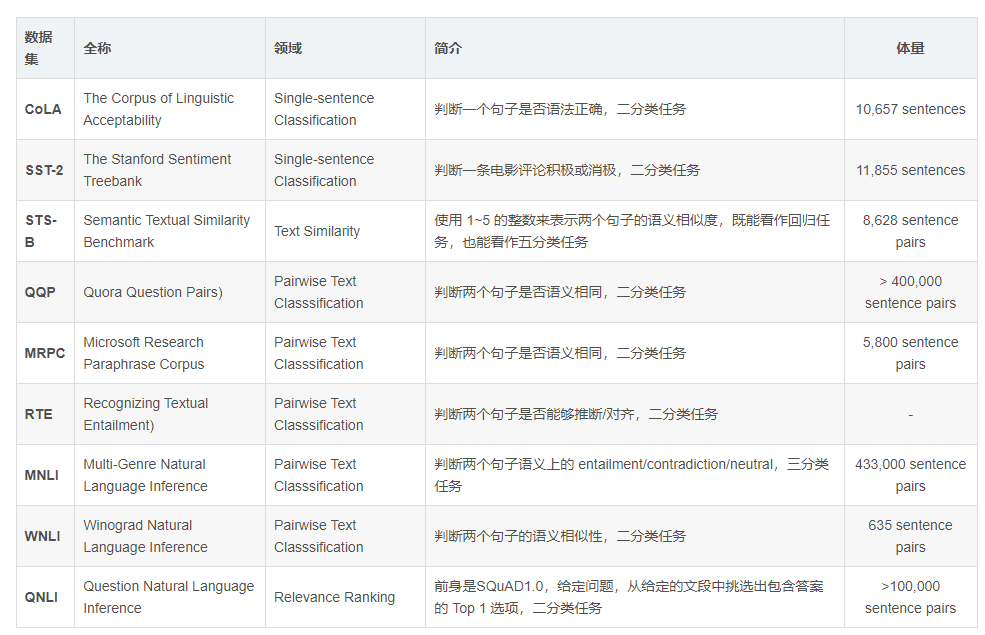 数据
集
全称
领域
简介
体量
CoLA
The Corpus of Linguistic
Acceptability
Single-sentence
Classification
判断一个句子是否语法正确，二分类任务
10,657 sentences
SST-2
The Stanford Sentiment
Treebank
Single-sentence
Classification
判断一条电影评论积极或消极，二分类任务
11,855 sentences
STS-
B
Semantic Textual Similarity
Benchmark
Text Similarity
使用 1~5 的整数来表示两个句子的语义相似度，既能看作回归任
务，也能看作五分类任务
8,628 sentence
pairs
QQP
Quora Question Pairs)
Pairwise Text
Classsification
判断两个句子是否语义相同，二分类任务
> 400,000
sentence pairs
MRPC
Microsoft Research
Paraphrase Corpus
Pairwise Text
Classsification
判断两个句子是否语义相同，二分类任务
5,800 sentence
pairs
RTE
Recognizing Textual
Entailment)
Pairwise Text
Classsification
判断两个句子是否能够推断/对齐，二分类任务
-
MNLI
Multi-Genre Natural
Language Inference
Pairwise Text
Classsification
判断两个句子语义上的 entailment/contradiction/neutral，三分类
任务
433,000 sentence
pairs
WNLI
Winograd Natural
Language Inference
Pairwise Text
Classsification
判断两个句子的语义相似性，二分类任务
635 sentence
pairs
QNLI
Question Natural Language
Inference
Relevance Ranking
前身是SQuAD1.0，给定问题，从给定的文段中挑选出包含答案
的 Top 1 选项，二分类任务
>100,000
sentence pairs